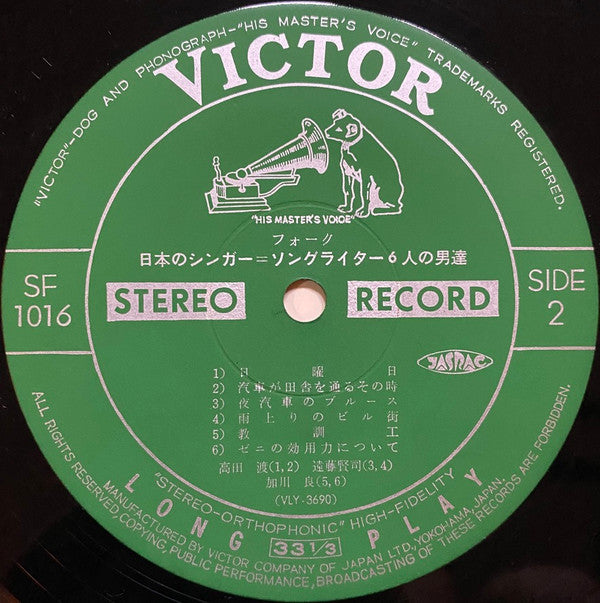 "VICTOR"–DOG AND PHONOGRAPH–"HIS MASTER'S VOICE" TRADEMARKS REGISTERED.
VICTOR
"HIS MASTER'S VOICE"
フォーク
日本のシンガー=ソングライター6人の男達
SF
1016
STEREO
RECORD
SIDE
2
JASRAC
1) 日曜日
2) 汽車が田舎を通るその時
3) 夜汽車のブルース
4) 雨上りのビル街
5) 教訓工
6) ゼニの効用力について
高田 渡(1,2) 遠藤賢司(3,4)
加川 良(5,6)
(VLY-3690)
"STEREO-ORTHOPHONIC" HIGH-FIDELITY
LONG PLAY
33 1/3
MANUFACTURED BY VICTOR COMPANY OF JAPAN LTD., YOKOHAMA, JAPAN.
ALL RIGHTS RESERVED/COPYING, PUBLIC PERFORMANCE, BROADCASTING OF THESE RECORDS ARE FORBIDDEN.